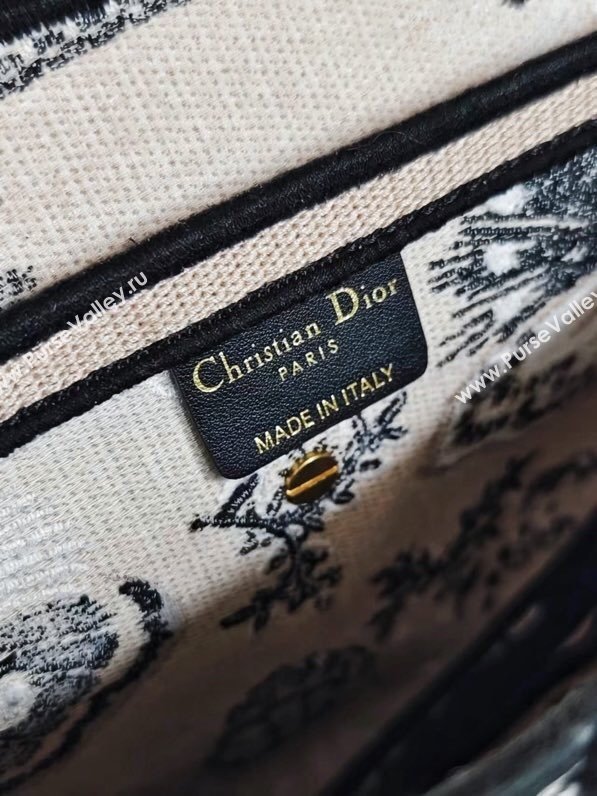 Christian Dior
PARIS
MADE IN ITALY
www.PurseValley.ru
www.PurseValley